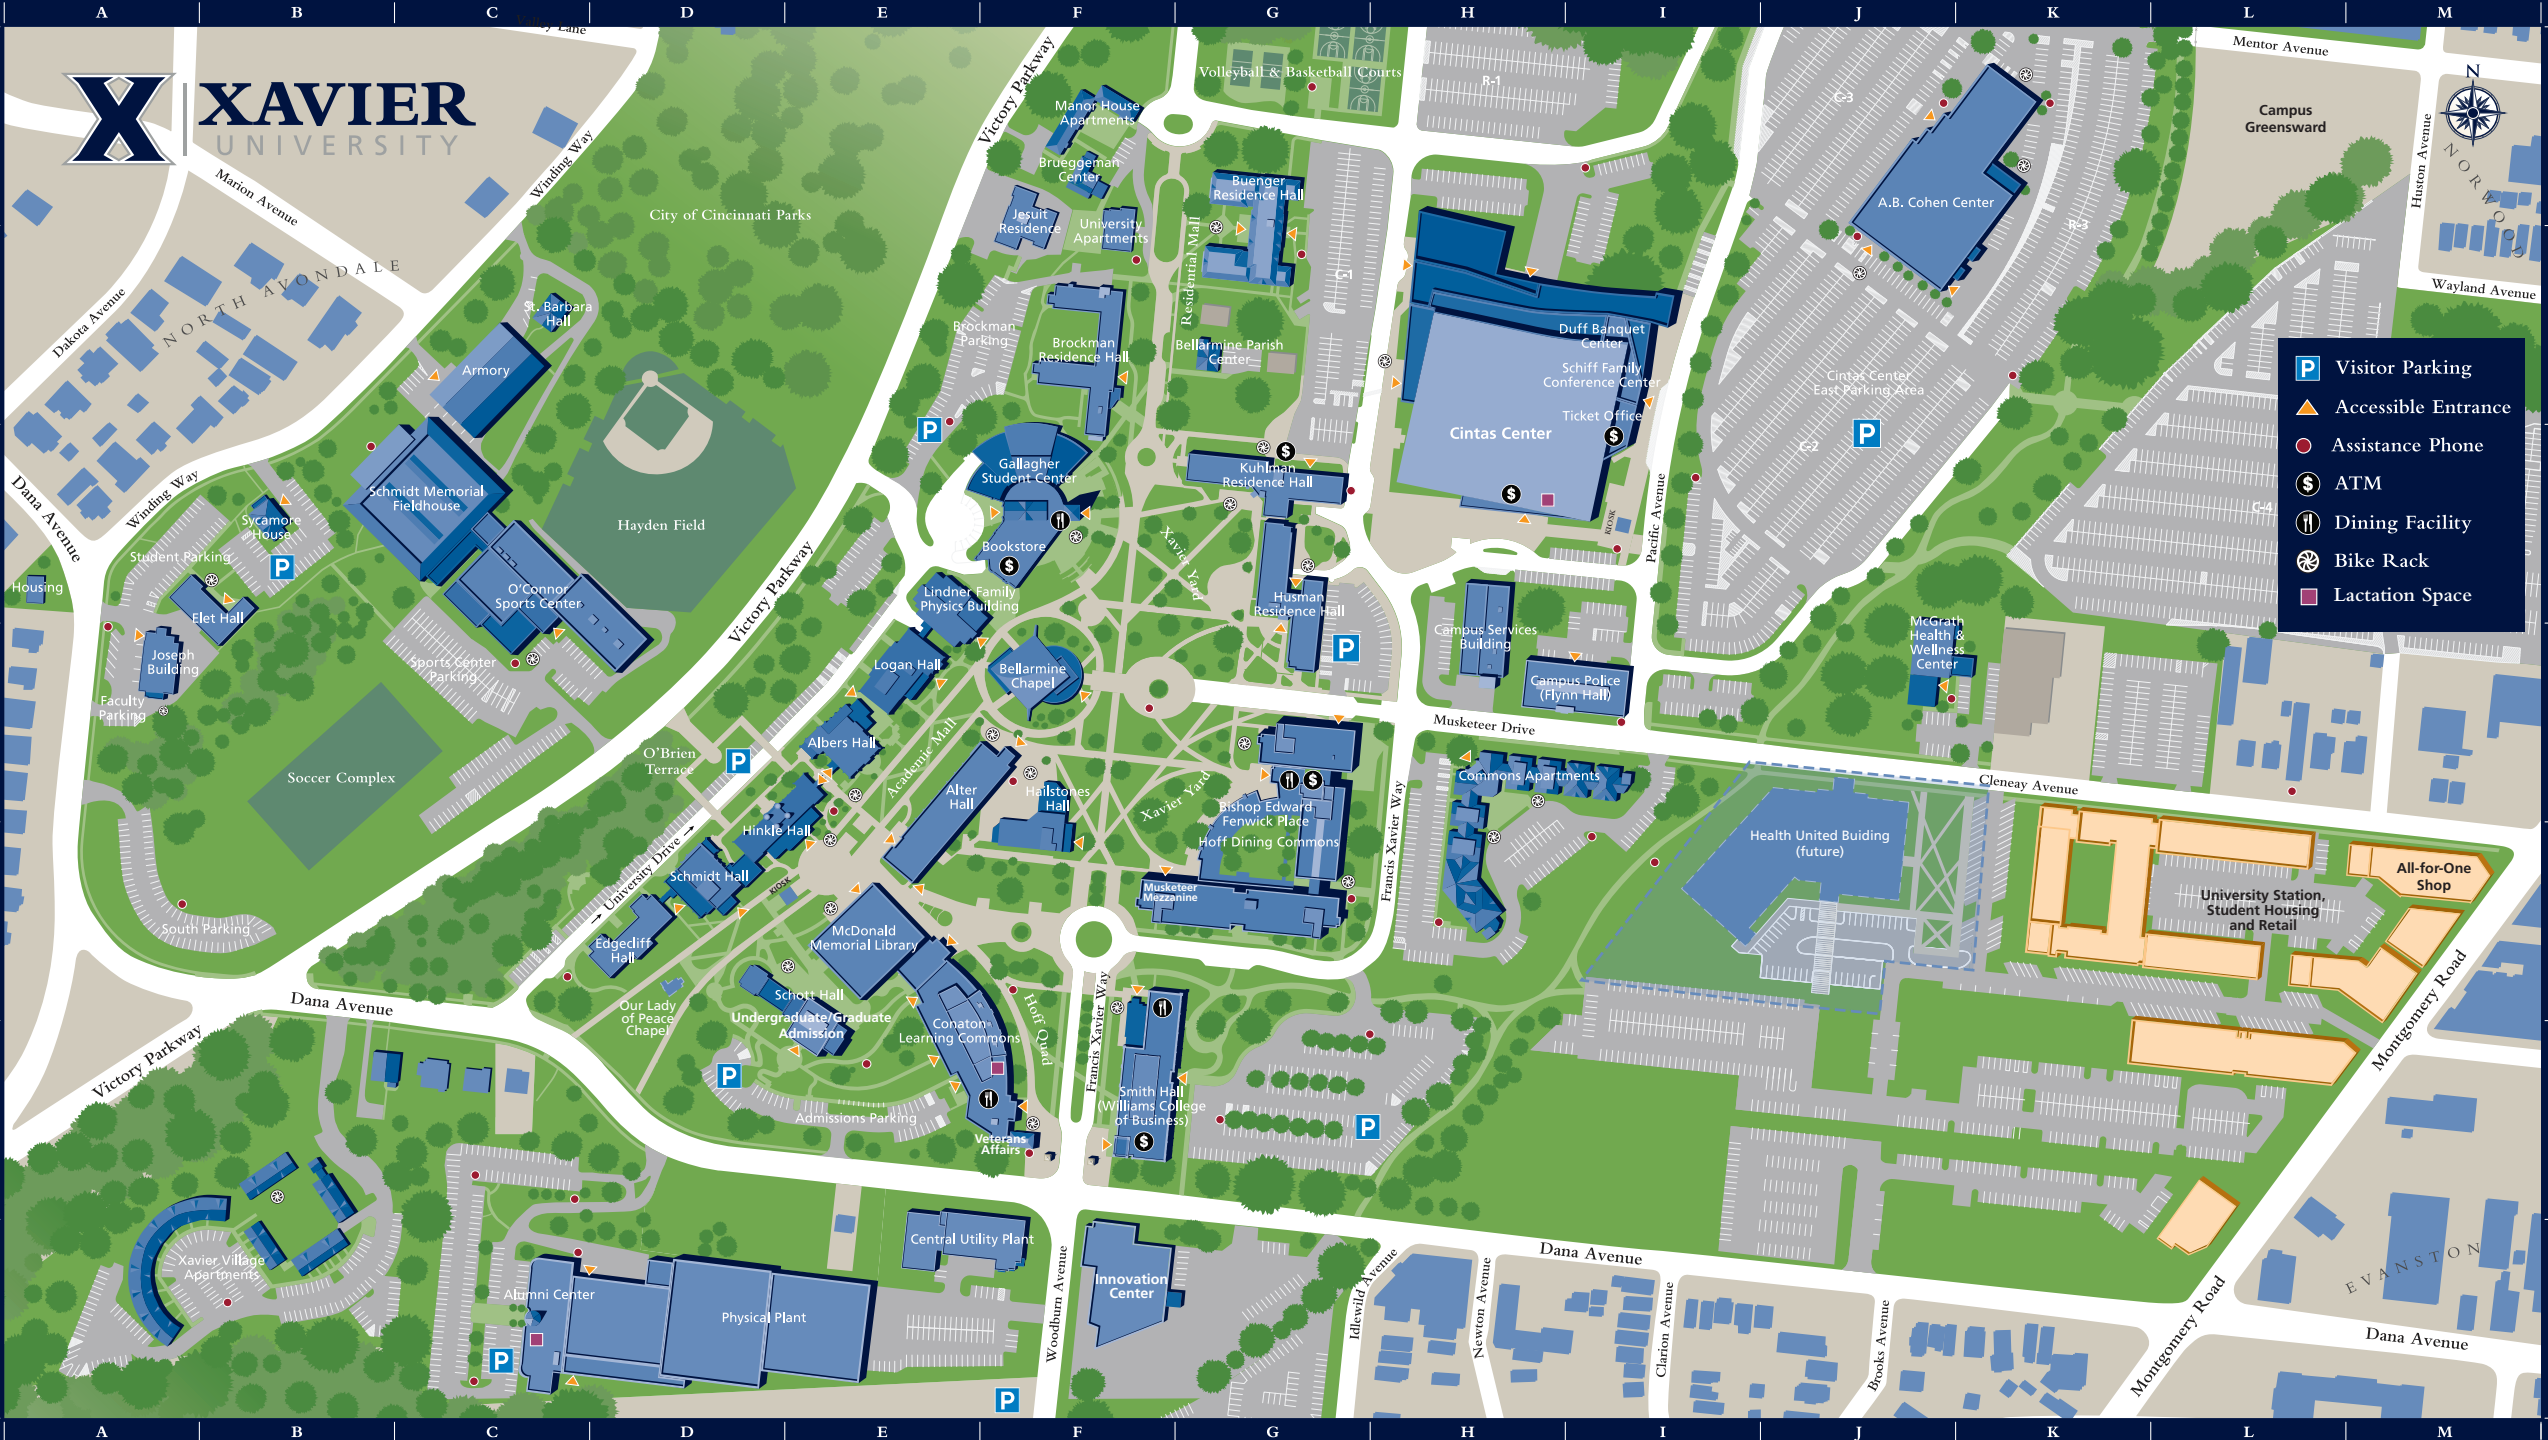 A B C D E F G H I J K L M
Valley Lane
XAVIER
UNIVERSITY
Marion Avenue
Winding Way
Dakota Avenue
NORTH AVONDALE
Dana Avenue
Winding Way
City of Cincinnati Parks
Victory Parkway
Manor House
Apartments
Brueggeman
Center
Jesuit
Residence
University
Apartments
Volleyball & Basketball Courts
R-1
C-3
Mentor Avenue
Campus
Greensward
Huston Avenue
N
NORWOOD
Wayland Avenue
Buenger
Residence Hall
Residential Mall
C-1
A.B. Cohen Center
R-3
St. Barbara
Hall
Armory
Brockman
Parking
Brockman
Residence Hall
Bellarmine Parish
Center
Duff Banquet
Center
Schiff Family
Conference Center
Ticket Office
Cintas Center
$
$
Cintas Center
East Parking Area
P
C-2
C-4
P Visitor Parking
Accessible Entrance
Assistance Phone
$ ATM
Dining Facility
Bike Rack
Lactation Space
Schmidt Memorial
Fieldhouse
Sycamore
House
Student Parking
P
Housing
Elet Hall
Joseph
Building
Faculty
Parking
O'Connor
Sports Center
Sports Center
Parking
Hayden Field
Victory Parkway
P
Gallagher
Student Center
Bookstore
$
Kuhlman
Residence Hall
$
Xavier Yard
Husman
Residence Hall
P
KIOSK
Pacific Avenue
Lindner Family
Physics Building
Logan Hall
Bellarmine
Chapel
Campus Services
Building
Campus Police
(Flynn Hall)
McGrath
Health &
Wellness
Center
Musketeer Drive
Cleneay Avenue
Soccer Complex
O'Brien
Terrace
P
Albers Hall
Academic Mall
Alter
Hall
Hailstones
Hall
Xavier Yard
$
Bishop Edward
Fenwick Place
Hoff Dining Commons
Musketeer
Mezzanine
Francis Xavier Way
Commons Apartments
Health United Buiding
(future)
University Station,
Student Housing
and Retail
All-for-One
Shop
Hinkle Hall
Schmidt Hall
KIOSK
University Drive
Edgecliff
Hall
McDonald
Memorial Library
South Parking
Dana Avenue
Victory Parkway
Our Lady
of Peace
Chapel
Schott Hall
Undergraduate/Graduate
Admission
Conaton
Learning Commons
Hoff Quad
Francis Xavier Way
P
Admissions Parking
Veterans
Affairs
Smith Hall
(Williams College
of Business)
$
P
Montgomery Road
Xavier Village
Apartments
Alumni Center
Physical Plant
P
Central Utility Plant
P
Woodburn Avenue
Innovation
Center
Idlewild Avenue
Newton Avenue
Dana Avenue
Clarion Avenue
Brooks Avenue
Montgomery Road
EVANSTON
Dana Avenue
A B C D E F G H I J K L M